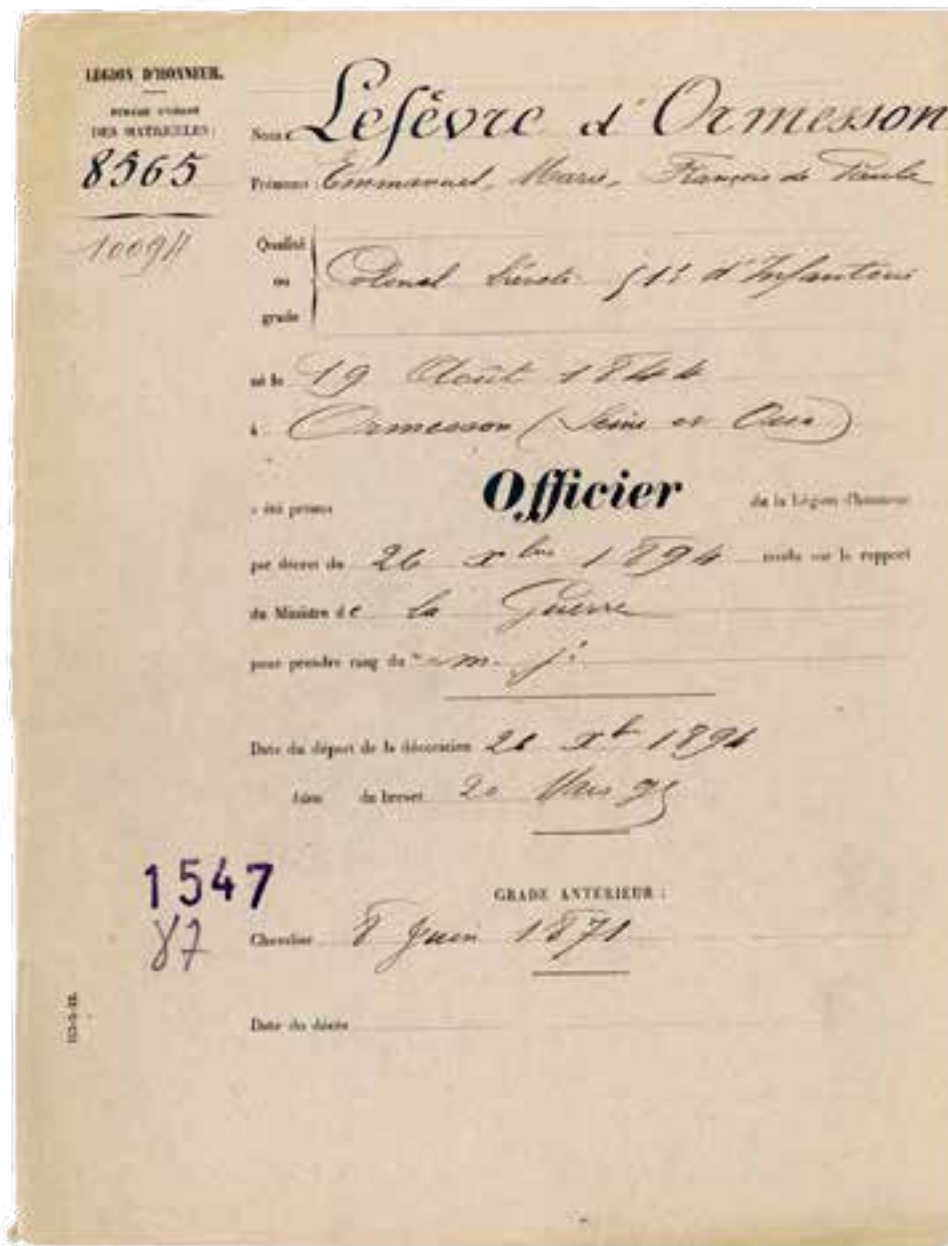 LÉGION D'HONNEUR.
DES MATRICULES :
8565
10094
Nom : Lefèvre d'Ormesson
Prénoms : Emmanuel, Marie, François de Paule
Qualité
ou
grade
Colonel 51e d'Infanterie
né le 19 Août 1844
à Ormesson (Seine et Oise)
a été promu Officier de la Légion d'honneur
par décret du 26 xbre 1894 rendu sur le rapport
du Ministre de la Guerre
pour prendre rang du m. j.
Date du départ de la décoration 28 xbre 1894
du brevet 20 Mars 95
1547
87
GRADE ANTÉRIEUR :
Chevalier 8 Juin 1871
Date du décès